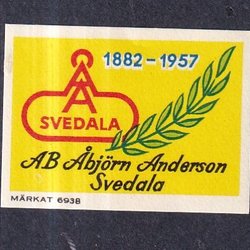 1882-1957
ÅA
SVEDALA
AB Åbjörn Anderson
Svedala
MÄRKAT 6938